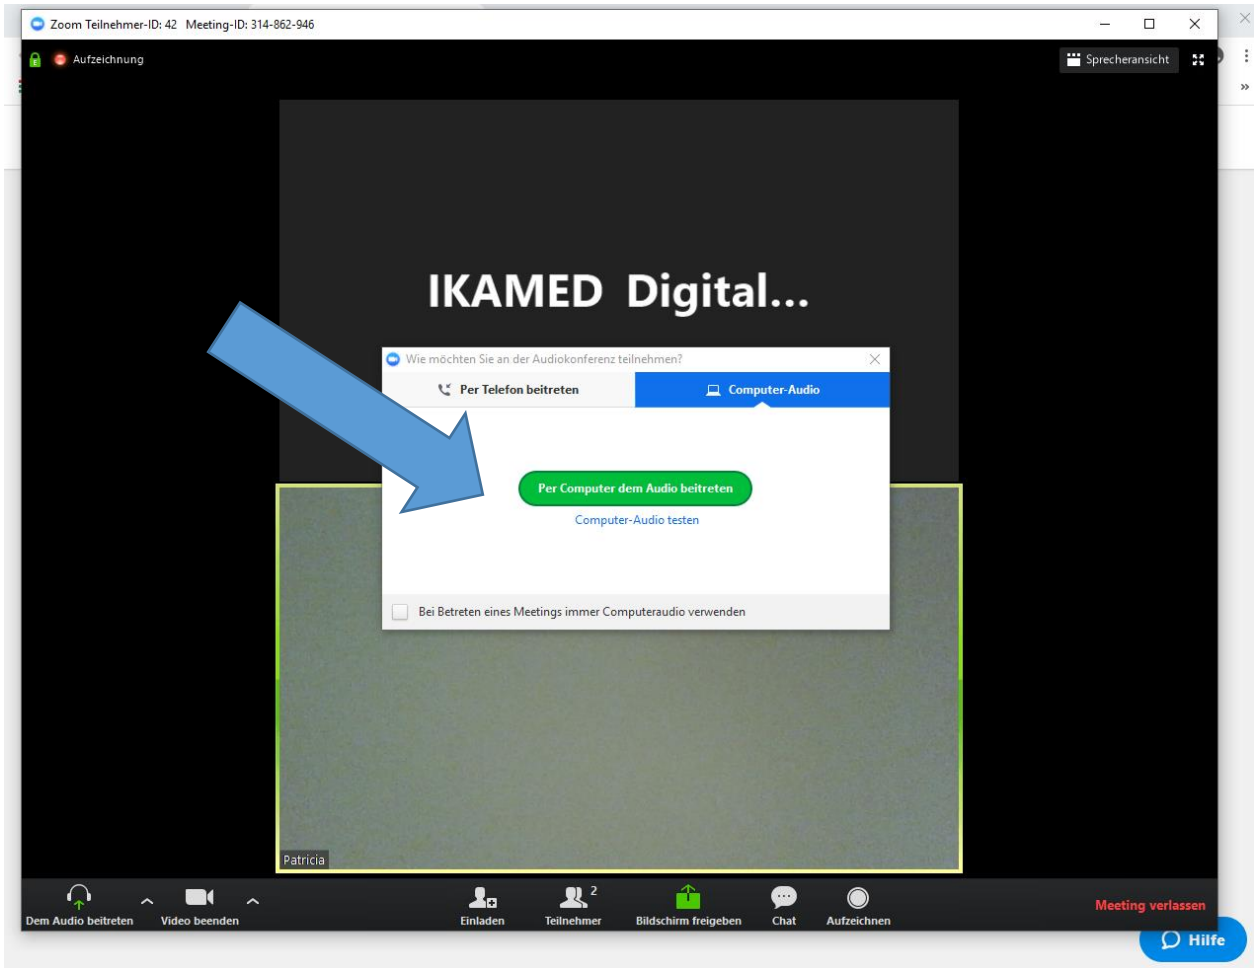 Zoom Teilnehmer-ID: 42 Meeting-ID: 314-862-946
Aufzeichnung
Sprecheransicht
IKAMED Digital...
Wie möchten Sie an der Audiokonferenz teilnehmen?
Per Telefon beitreten
Computer-Audio
Per Computer dem Audio beitreten
Computer-Audio testen
Bei Betreten eines Meetings immer Computeraudio verwenden
Patricia
2
Dem Audio beitreten
Video beenden
Einladen
Teilnehmer
Bildschirm freigeben
Chat
Aufzeichnen
Meeting verlassen
Hilfe